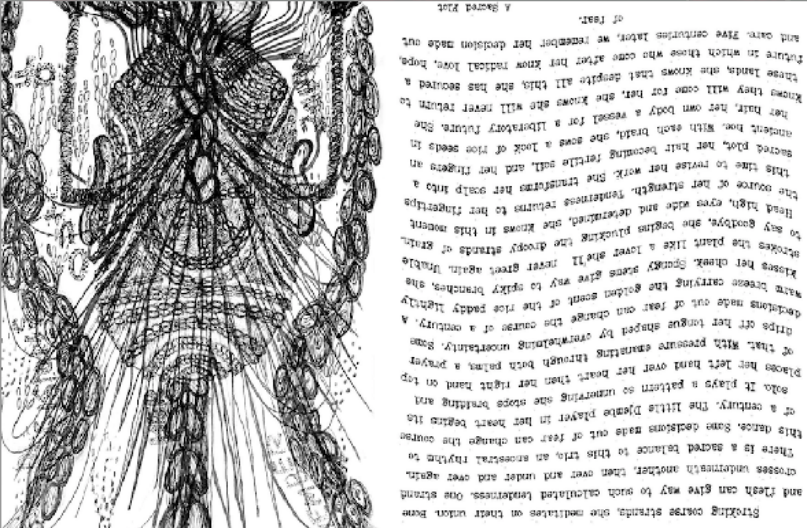 Stroking coarse strands, she meditates on their union. Bone
and flesh can give way to such calculated tenderness. One strand
crosses underneath another, then over and under and over again.
There is a sacred balance to this trio, an ancestral rhythm to
this dance. Some decisions made out of fear can change the course
of a century. The little Djembe player in her heart begins its
solo. It plays a pattern so unnerving she stops braiding and
places her left hand over her heart then her right hand on top
of that. With pressure emanating through both palms, a prayer
drips off her tongue shaped by overwhelming uncertainty. Some
decisions made out of fear can change the course of a century. A
warm breeze carrying the golden scent of the rice paddy lightly
kisses her cheek. Spongy stems give way to spiky branches, she
strokes the plant like a lover she'll never greet again. Unable
to say goodbye, she begins plucking the droopy strands of grain.
Head high, eyes wide and determined, she knows in this moment
the source of her strength. Tenderness returns to her fingertips
this time to revise her work. She transforms her scalp into a
sacred plot, her hair becoming fertile soil, and her fingers an
ancient hoe. With each braid, she sows a lock of rice seeds in
her hair, her own body a vessel for a liberatory future. She
knows they will come for her, she knows she will never return to
these lands, she knows that despite all this, she has secured a
future in which those who come after her know radical love, hope,
and care. Five centuries later, we remember her decision made out
of fear.
A Sacred Plot